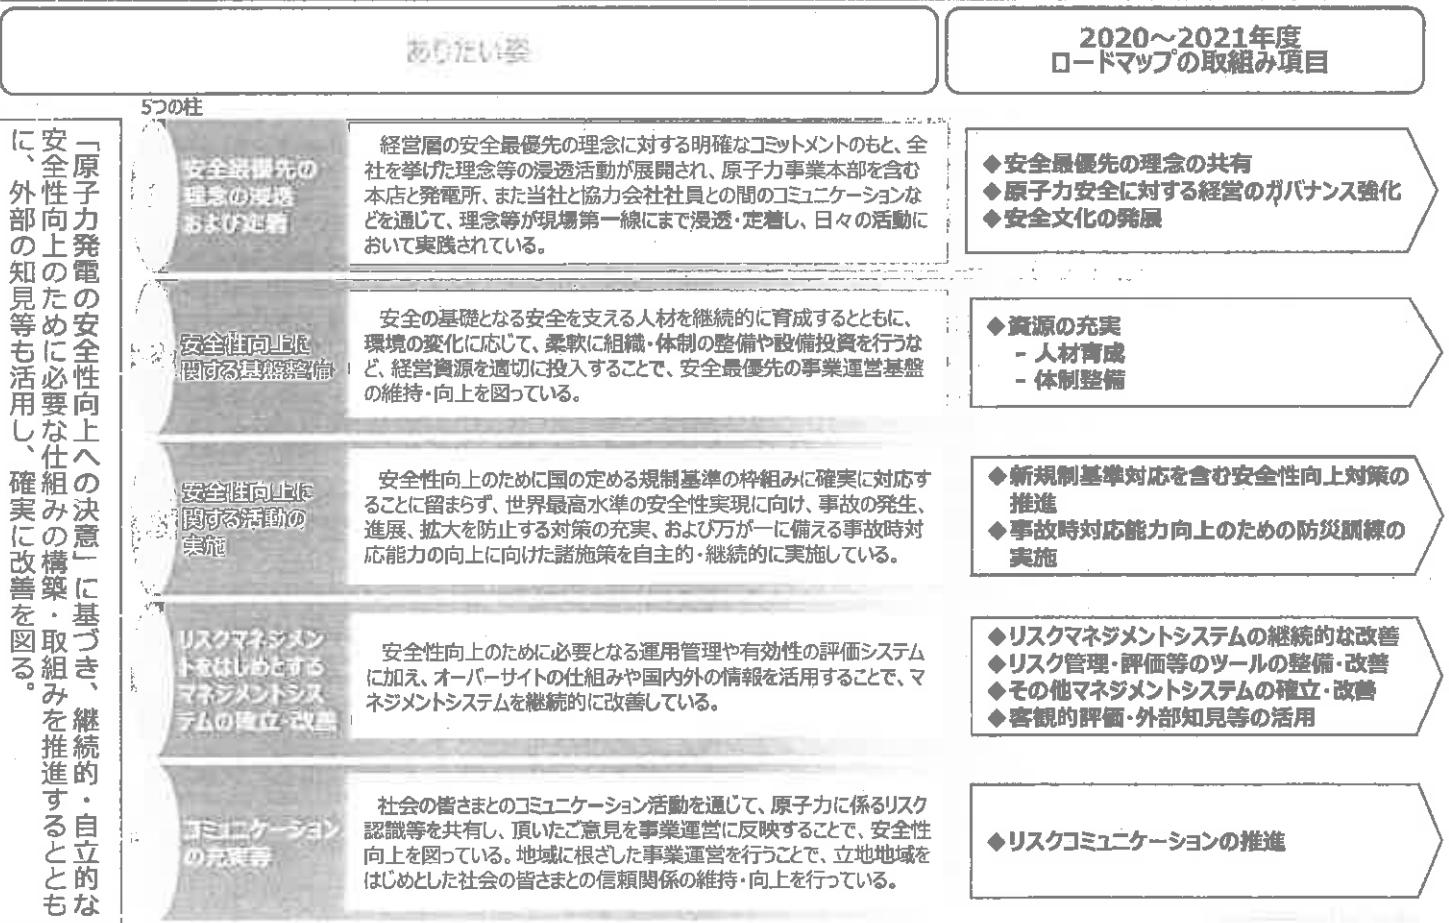 ありたい姿
2020～2021年度
ロードマップの取組み項目
「原子力発電の安全性向上への決意」に基づき、継続的・自立的な
安全性向上のために必要な仕組みの構築・取組みを推進するととも
に、外部の知見等も活用し、確実に改善を図る。
5つの柱
安全最優先の
理念の浸透
および定着
経営層の安全最優先の理念に対する明確なコミットメントのもと、全
社を挙げた理念等の浸透活動が展開され、原子力事業本部を含む
本店と発電所、また当社と協力会社社員との間のコミュニケーションな
どを通じて、理念等が現場第一線にまで浸透・定着し、日々の活動に
おいて実践されている。
◆安全最優先の理念の共有
◆原子力安全に対する経営のガバナンス強化
◆安全文化の発展
安全性向上に
関する基盤整備
安全の基礎となる安全を支える人材を継続的に育成するとともに、
環境の変化に応じて、柔軟に組織・体制の整備や設備投資を行うな
ど、経営資源を適切に投入することで、安全最優先の事業運営基盤
の維持・向上を図っている。
◆資源の充実
- 人材育成
- 体制整備
安全性向上に
関する活動の
実施
安全性向上のために国の定める規制基準の枠組みに確実に対応す
ることに留まらず、世界最高水準の安全性実現に向け、事故の発生、
進展、拡大を防止する対策の充実、および万が一に備える事故時対
応能力の向上に向けた諸施策を自主的・継続的に実施している。
◆新規制基準対応を含む安全性向上対策の
推進
◆事故時対応能力向上のための防災訓練の
実施
リスクマネジメン
トをはじめとする
マネジメントシス
テムの確立・改善
安全性向上のために必要となる運用管理や有効性の評価システム
に加え、オーバーサイトの仕組みや国内外の情報を活用することで、マ
ネジメントシステムを継続的に改善している。
◆リスクマネジメントシステムの継続的な改善
◆リスク管理・評価等のツールの整備・改善
◆その他マネジメントシステムの確立・改善
◆客観的評価・外部知見等の活用
コミュニケーション
の充実等
社会の皆さまとのコミュニケーション活動を通じて、原子力に係るリスク
認識等を共有し、頂いたご意見を事業運営に反映することで、安全性
向上を図っている。地域に根ざした事業運営を行うことで、立地地域を
はじめとした社会の皆さまとの信頼関係の維持・向上を行っている。
◆リスクコミュニケーションの推進